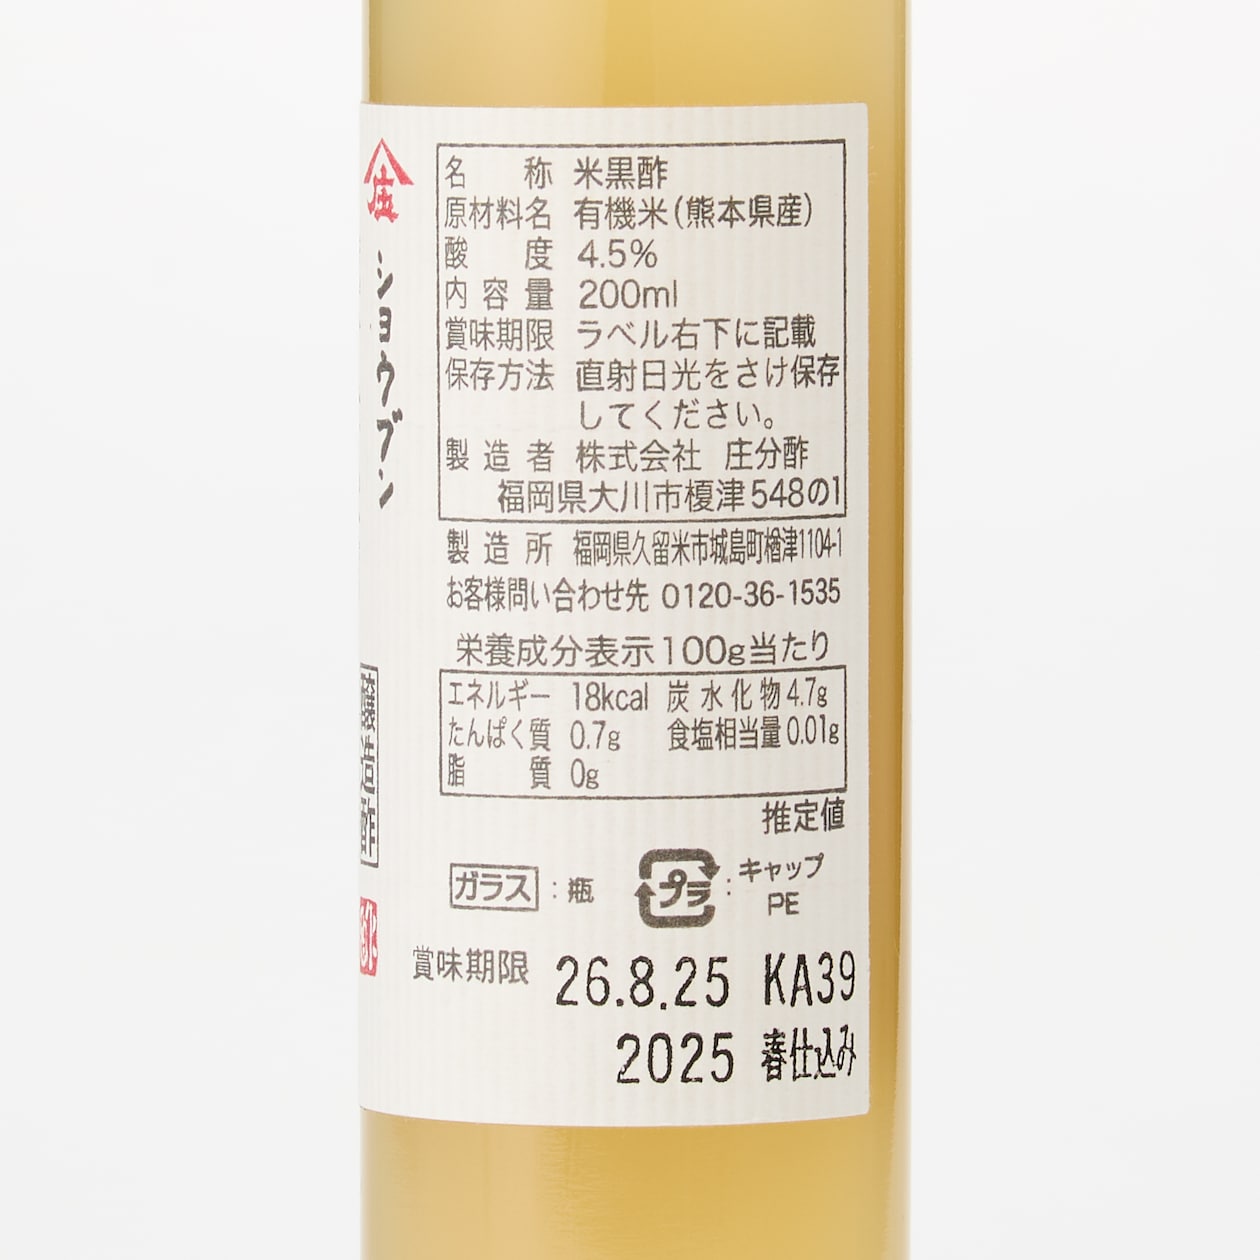 庄
ショウブン
醸造酢
名称 米黒酢
原材料名 有機米(熊本県産)
酸度 4.5%
内容量 200ml
賞味期限 ラベル右下に記載
保存方法 直射日光をさけ保存
してください。
製造者 株式会社 庄分酢
福岡県大川市榎津548の1
製造所 福岡県久留米市城島町楢津1104-1
お客様問い合わせ先 0120-36-1535
栄養成分表示100g当たり
エネルギー 18kcal 炭水化物 4.7g
たんぱく質 0.7g 食塩相当量 0.01g
脂質 0g
推定値
ガラス : 瓶 プラ : キャップ
PE
賞味期限 26.8.25 KA39
2025 春仕込み